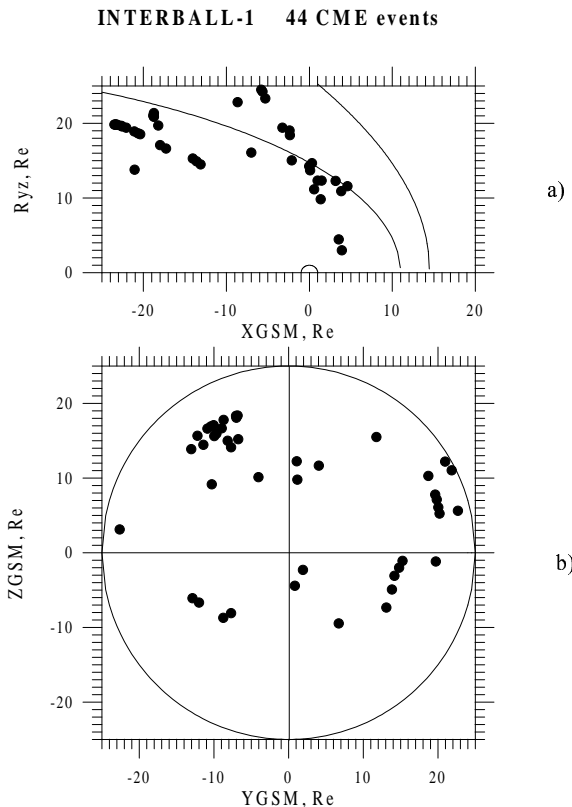 INTERBALL-1 44 CME events
20
10
0
Ryz, Re
a)
-20
-10
0
10
20
XGSM, Re
20
10
0
-10
-20
ZGSM, Re
b)
-20
-10
0
10
20
YGSM, Re